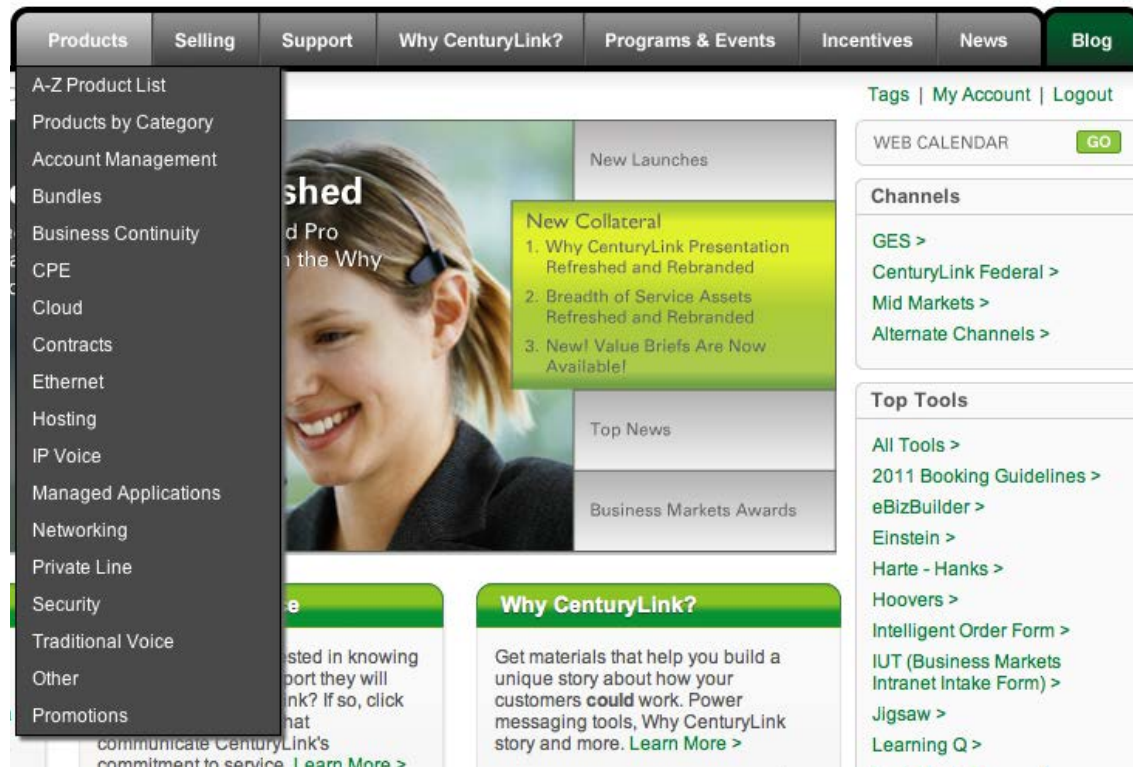 Products
Selling
Support
Why CenturyLink?
Programs & Events
Incentives
News
Blog
A-Z Product List
Products by Category
Account Management
Bundles
Business Continuity
CPE
Cloud
Contracts
Ethernet
Hosting
IP Voice
Managed Applications
Networking
Private Line
Security
Traditional Voice
Other
Promotions
Tags | My Account | Logout
WEB CALENDAR
GO
shed
d Pro
the Why
New Launches
New Collateral
1. Why CenturyLink Presentation
Refreshed and Rebranded
2. Breadth of Service Assets
Refreshed and Rebranded
3. New! Value Briefs Are Now
Available!
Top News
Business Markets Awards
Channels
GES >
CenturyLink Federal >
Mid Markets >
Alternate Channels >
Top Tools
All Tools >
2011 Booking Guidelines >
eBizBuilder >
Einstein >
Harte - Hanks >
Hoovers >
Intelligent Order Form >
IUT (Business Markets
Intranet Intake Form) >
Jigsaw >
Learning Q >
ested in knowing
port they will
ink? If so, click
hat
communicate CenturyLink's
commitment to service. Learn More >
Why CenturyLink?
Get materials that help you build a
unique story about how your
customers could work. Power
messaging tools, Why CenturyLink
story and more. Learn More >